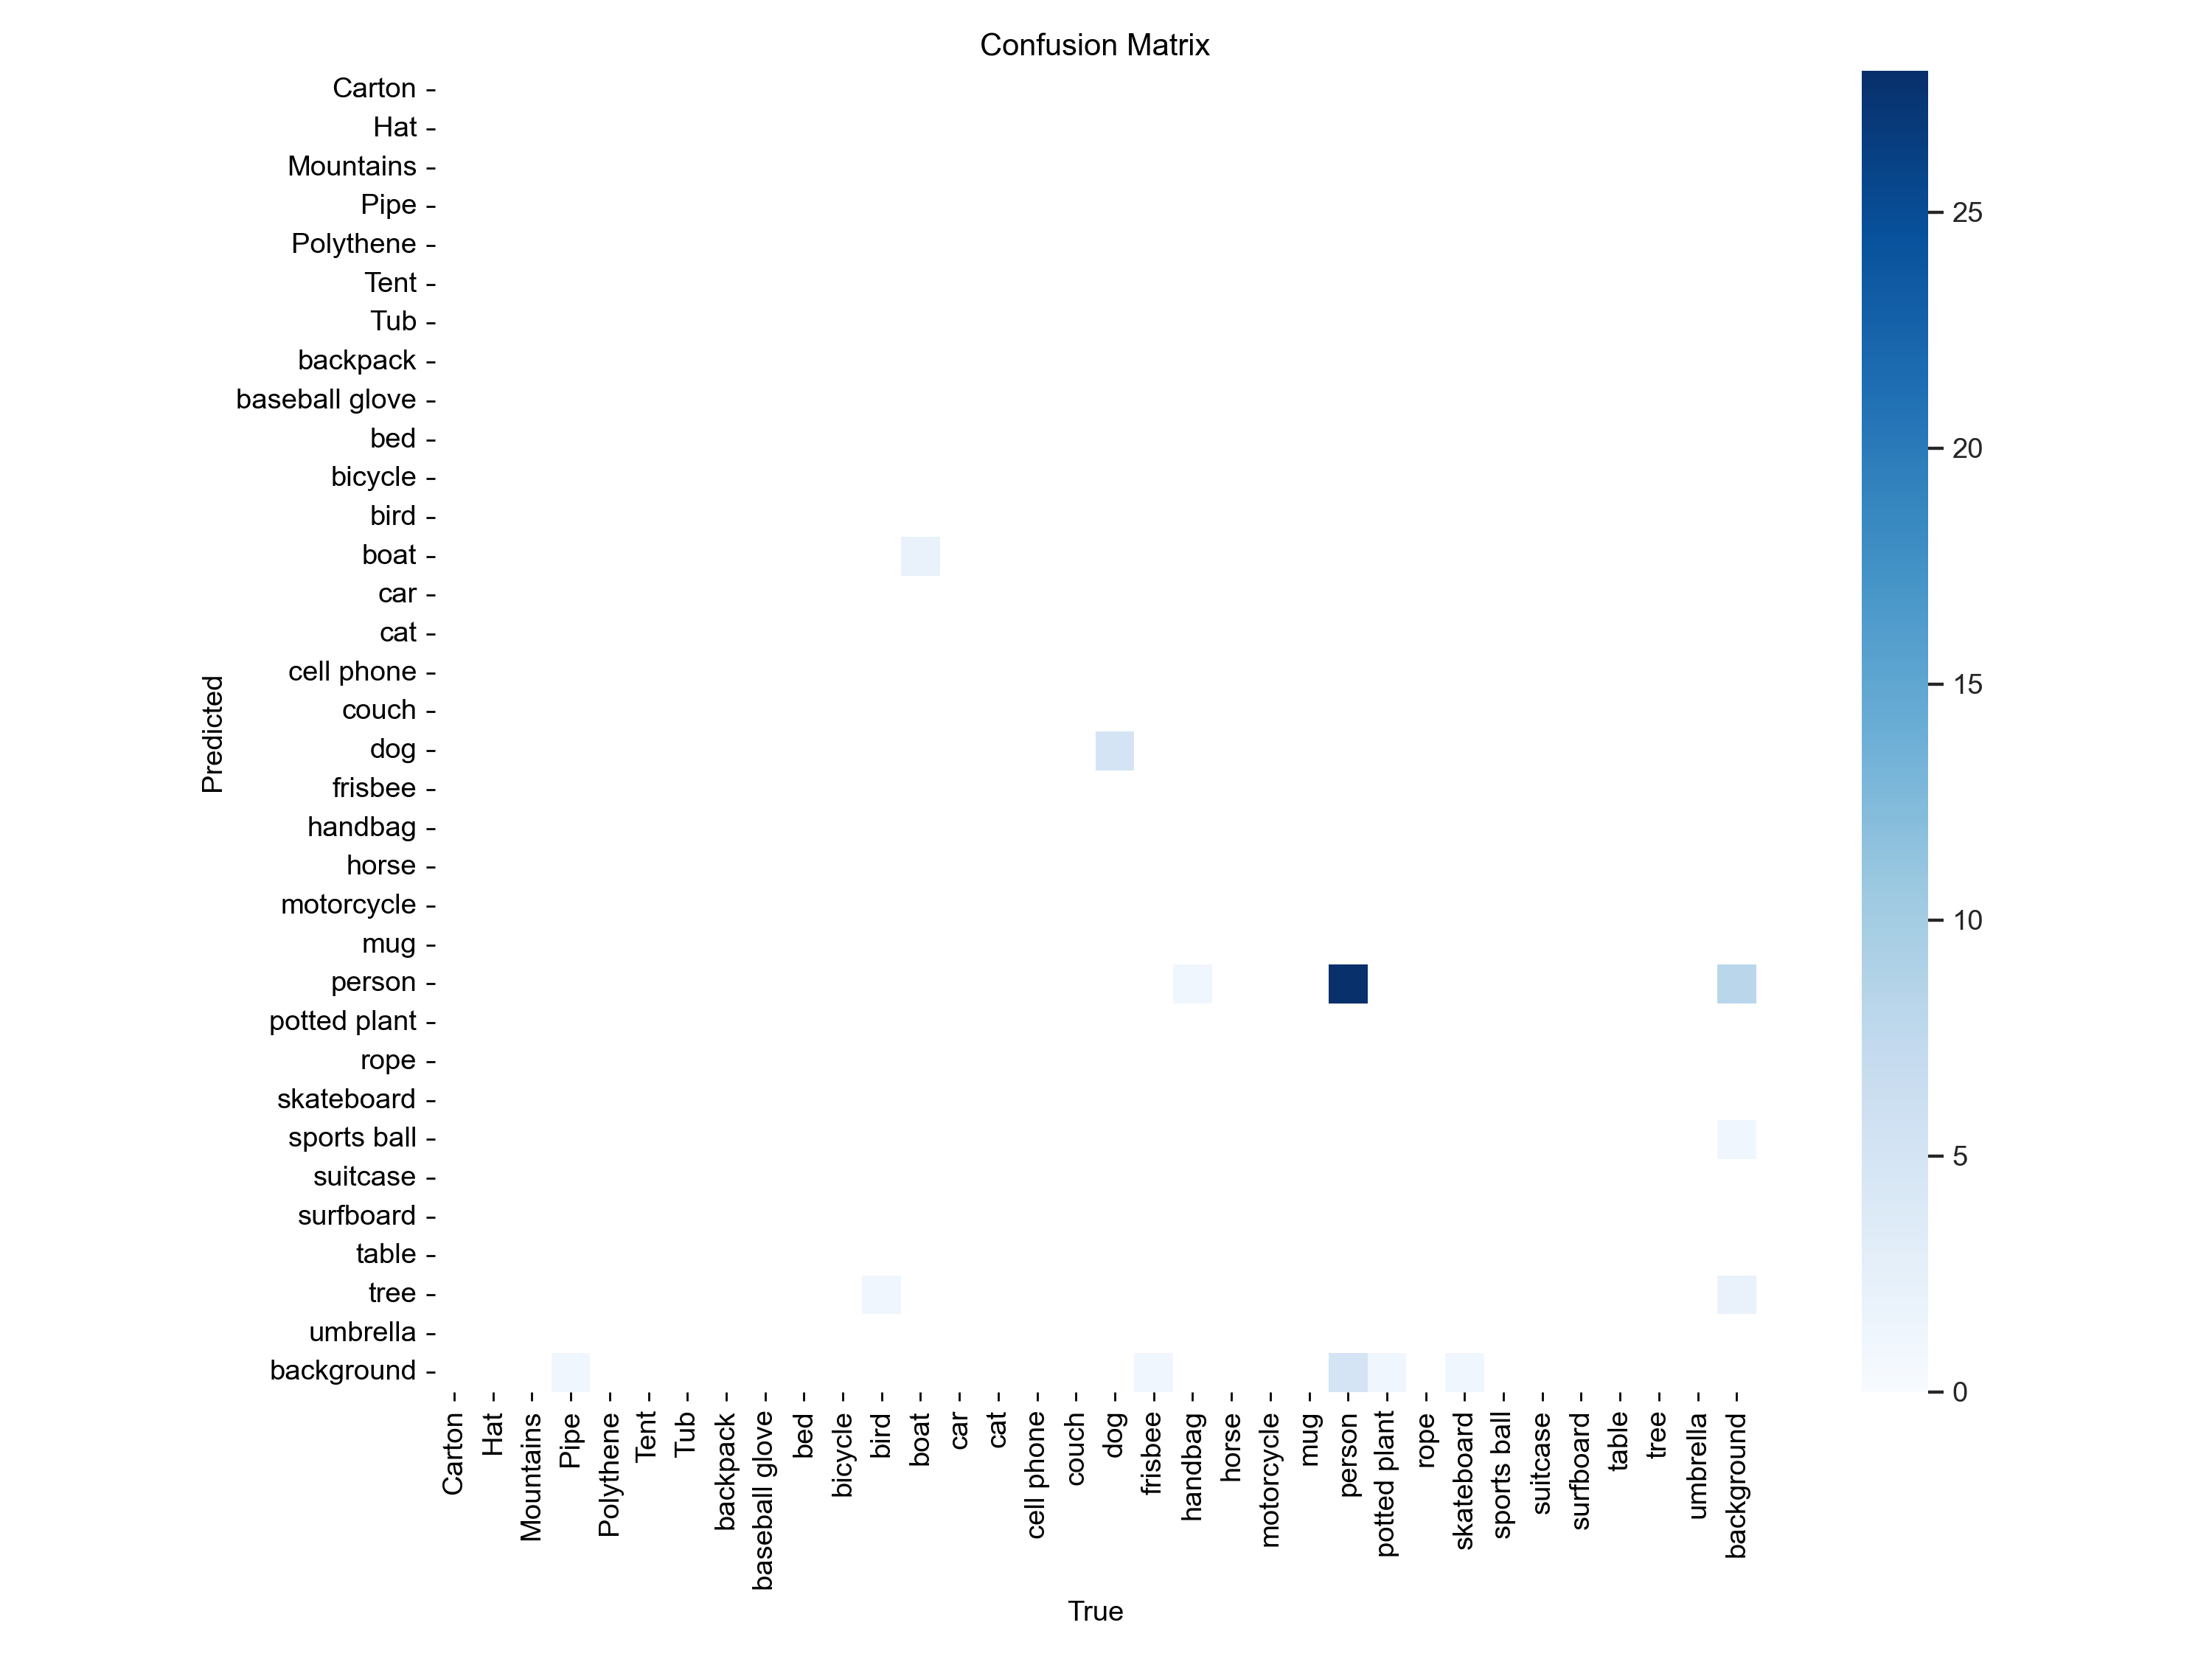 Confusion Matrix
Carton
Hat
Mountains
Pipe
Polythene
Tent
Tub
backpack
baseball glove
bed
bicycle
bird
boat
car
cat
cell phone
couch
dog
frisbee
handbag
horse
motorcycle
mug
person
potted plant
rope
skateboard
sports ball
suitcase
surfboard
table
tree
umbrella
background
Predicted
Carton
Hat
Mountains
Pipe
Polythene
Tent
Tub
backpack
baseball glove
bed
bicycle
bird
boat
car
cat
cell phone
couch
dog
frisbee
handbag
horse
motorcycle
mug
person
potted plant
rope
skateboard
sports ball
suitcase
surfboard
table
tree
umbrella
background
True
25
20
15
10
5
0